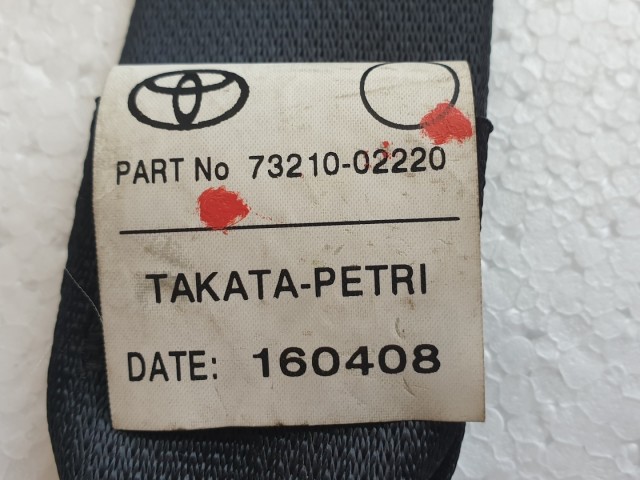 PART No 73210-02220
TAKATA-PETRI
DATE: 160408